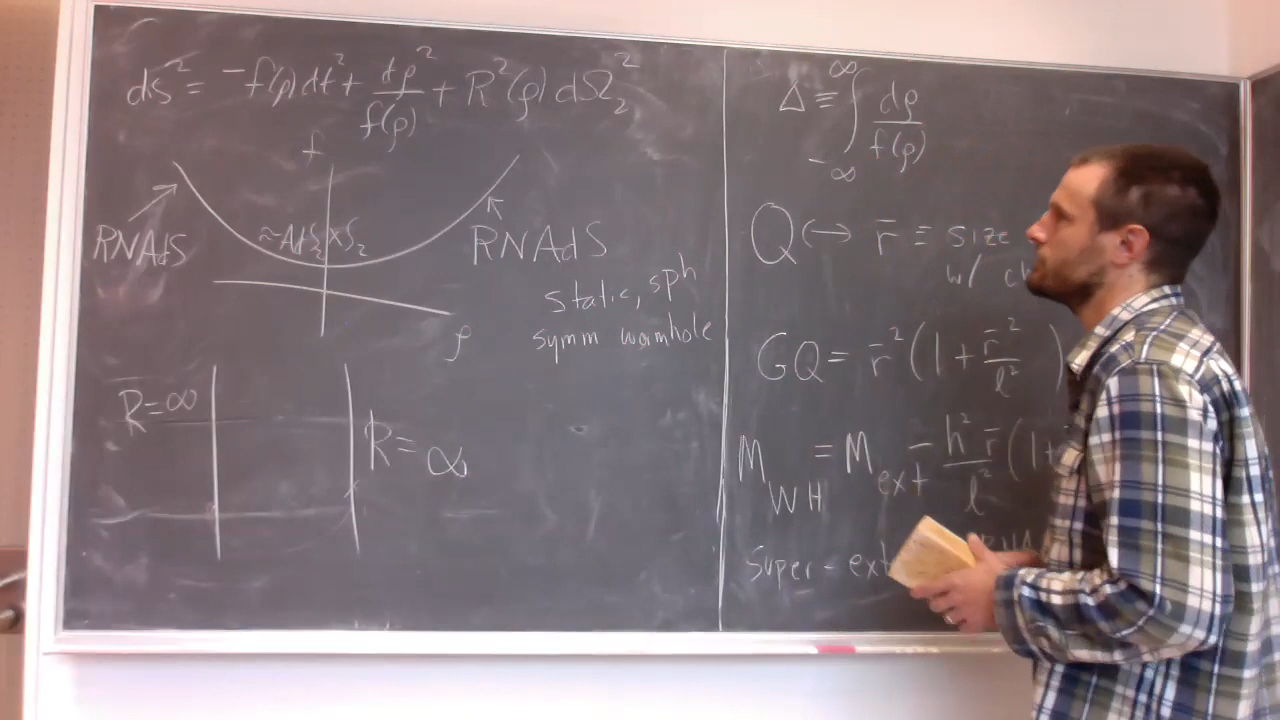 ds² = -f(ρ)dt² + dρ²/f(ρ) + R²(ρ) dΩ₂²
f
RNAdS
≈AdS₂×S₂
RNAdS
static, sph
symm wormhole
ρ
R=∞
R=∞
Δ ≡ ∫_{-∞}^{∞} dρ/f(ρ)
Q ↔ r̄ ≡ size
w/
GQ = r̄²(1 + r̄²/l² )
M_WH = M_ext - h² r̄/l² (1+
super-ext